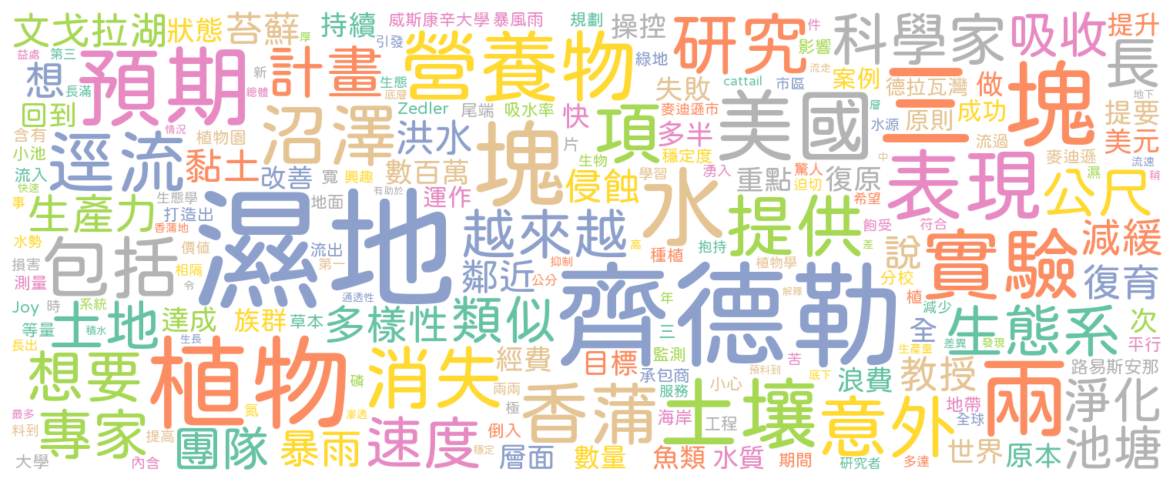 文戈拉湖
狀態
苔蘚
持續
威斯康辛大學
暴風雨
規劃
操控
件
科學家
吸收
提升
益處
第三
厚
引發
影響
長
想
長滿
新
預期
總體
計畫
生態
底層
營養物
綠地
研究
流走
失敗
cattail
市區
案例
德拉瓦灣
做
地下
回到
Zedler
尾端
吸水率
快
麥迪遜市
美國
層
成功
水源
原則
三
塊
提要
含有
植物園
情況
沼澤
洪水
片
項
多半
流過
美元
小池
逕流
黏土
數百萬
塊
生物
穩定度
學習
驚人
中
麥迪遜
流速
流入
改善
寬
興趣
運作
侵蝕
湧入
重點
迫切
復原
表現
濕
稍
快速
生態學
有助於
水
希望
公尺
事
生產力
打造出
地面
越來越
提供
飽受
符合
香蒲地
濕地
種植
高
抱持
差
說
實驗
減緩
水勢
價值
流出
包括
損害
相隔
第一
抑制
鄰近
植物學
復育
測量
令
通透性
公分
解釋
分校
Joy
時
系統
土地
積水
達成
族群
草本
多樣性
類似
齊德勒
年
植
減少
全
生態系
次
等量
生長
三
差異
發現
平行
長出
想要
植物
消失
經費
目標
監測
苦
生產量
預料到
承包商
底下
浪費
教授
兩
路易斯安那
磷
兩兩
服務
小心
淨化
最多
氮
滲透
極
香蒲
海岸
工程
土壤
意外
地帶
全球
料到
專家
提高
團隊
暴雨
穩定
速度
倒入
層面
數量
魚類
水質
期間
世界
原本
池塘
大學
內含
研究者
多達